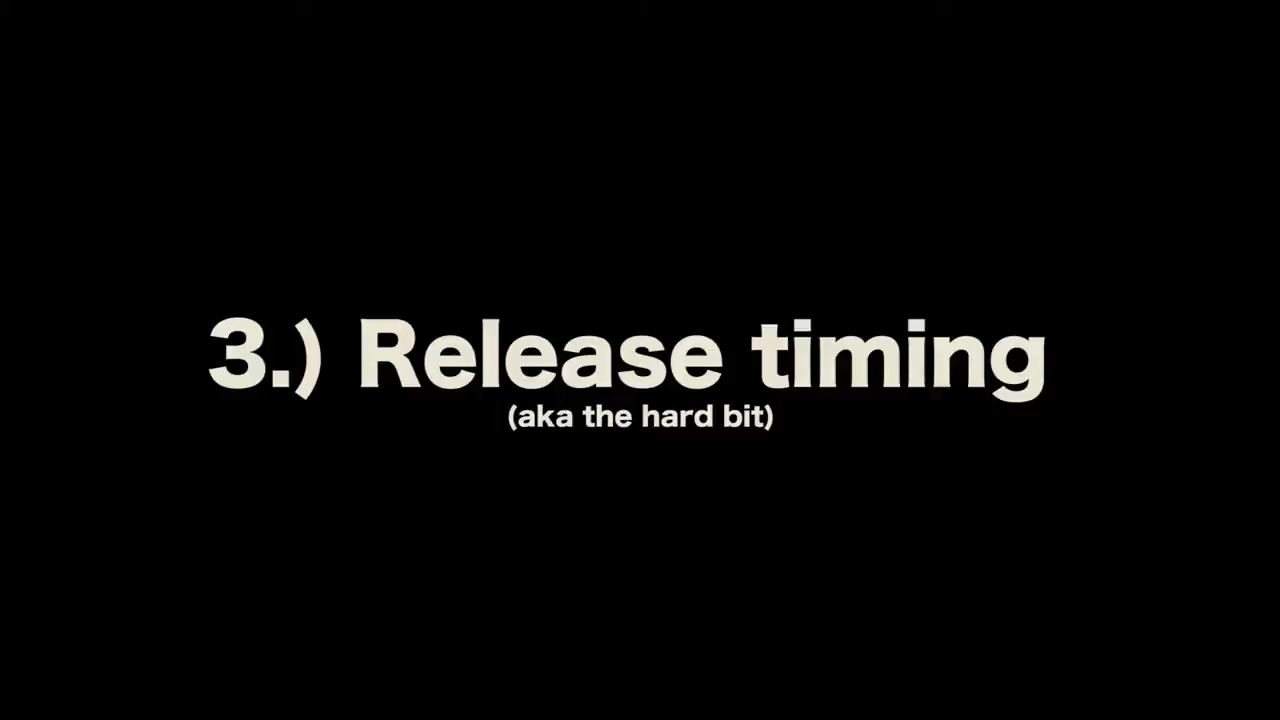 3.) Release timing
(aka the hard bit)